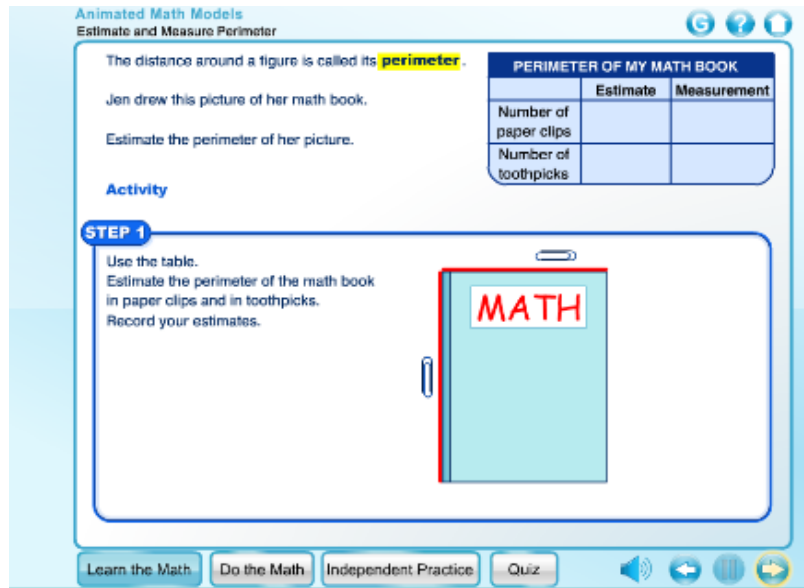 Animated Math Models
Estimate and Measure Perimeter
G ?
The distance around a figure is called its perimeter.
Jen drew this picture of her math book.
Estimate the perimeter of her picture.
Activity
PERIMETER OF MY MATH BOOK
Estimate Measurement
Number of
paper clips
Number of
toothpicks
STEP 1
Use the table.
Estimate the perimeter of the math book
in paper clips and in toothpicks.
Record your estimates.
MATH
Learn the Math Do the Math Independent Practice Quiz